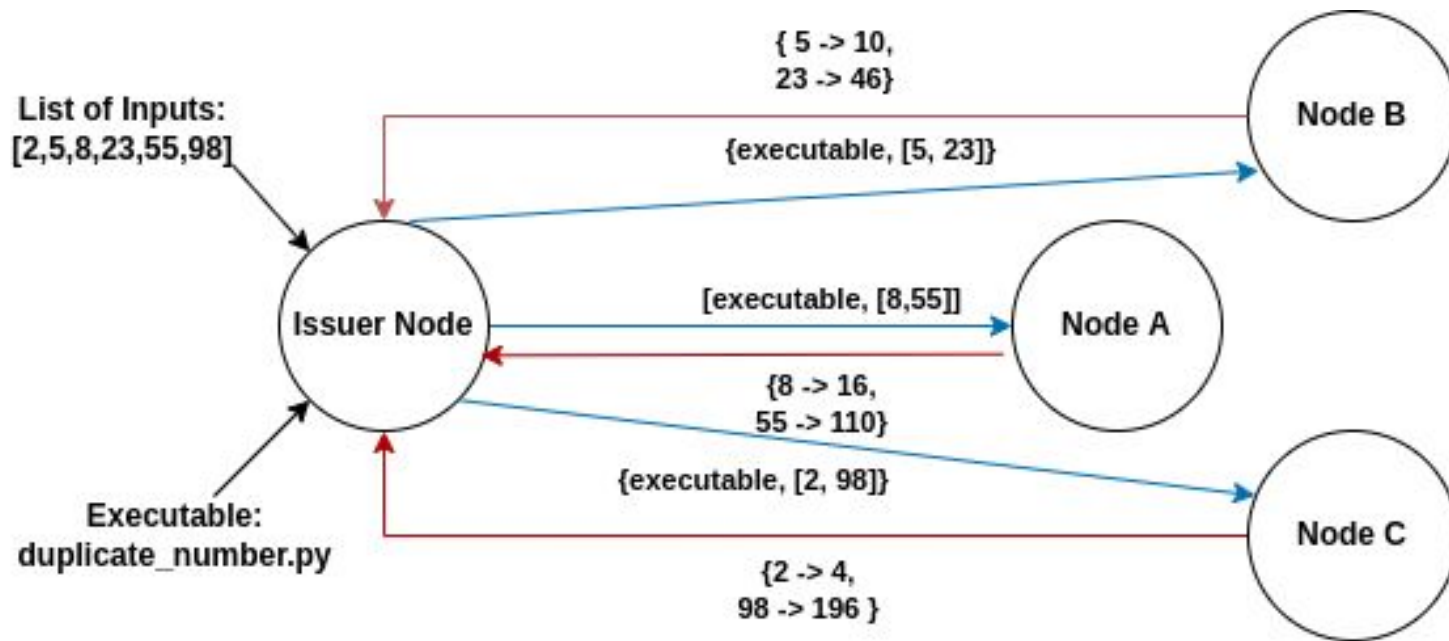 { 5 -> 10,
23 -> 46}
Node B
List of Inputs:
[2,5,8,23,55,98]
{executable, [5, 23]}
[executable, [8,55]]
Issuer Node
Node A
{8 -> 16,
55 -> 110}
{executable, [2, 98]}
Executable:
duplicate_number.py
Node C
{2 -> 4,
98 -> 196 }